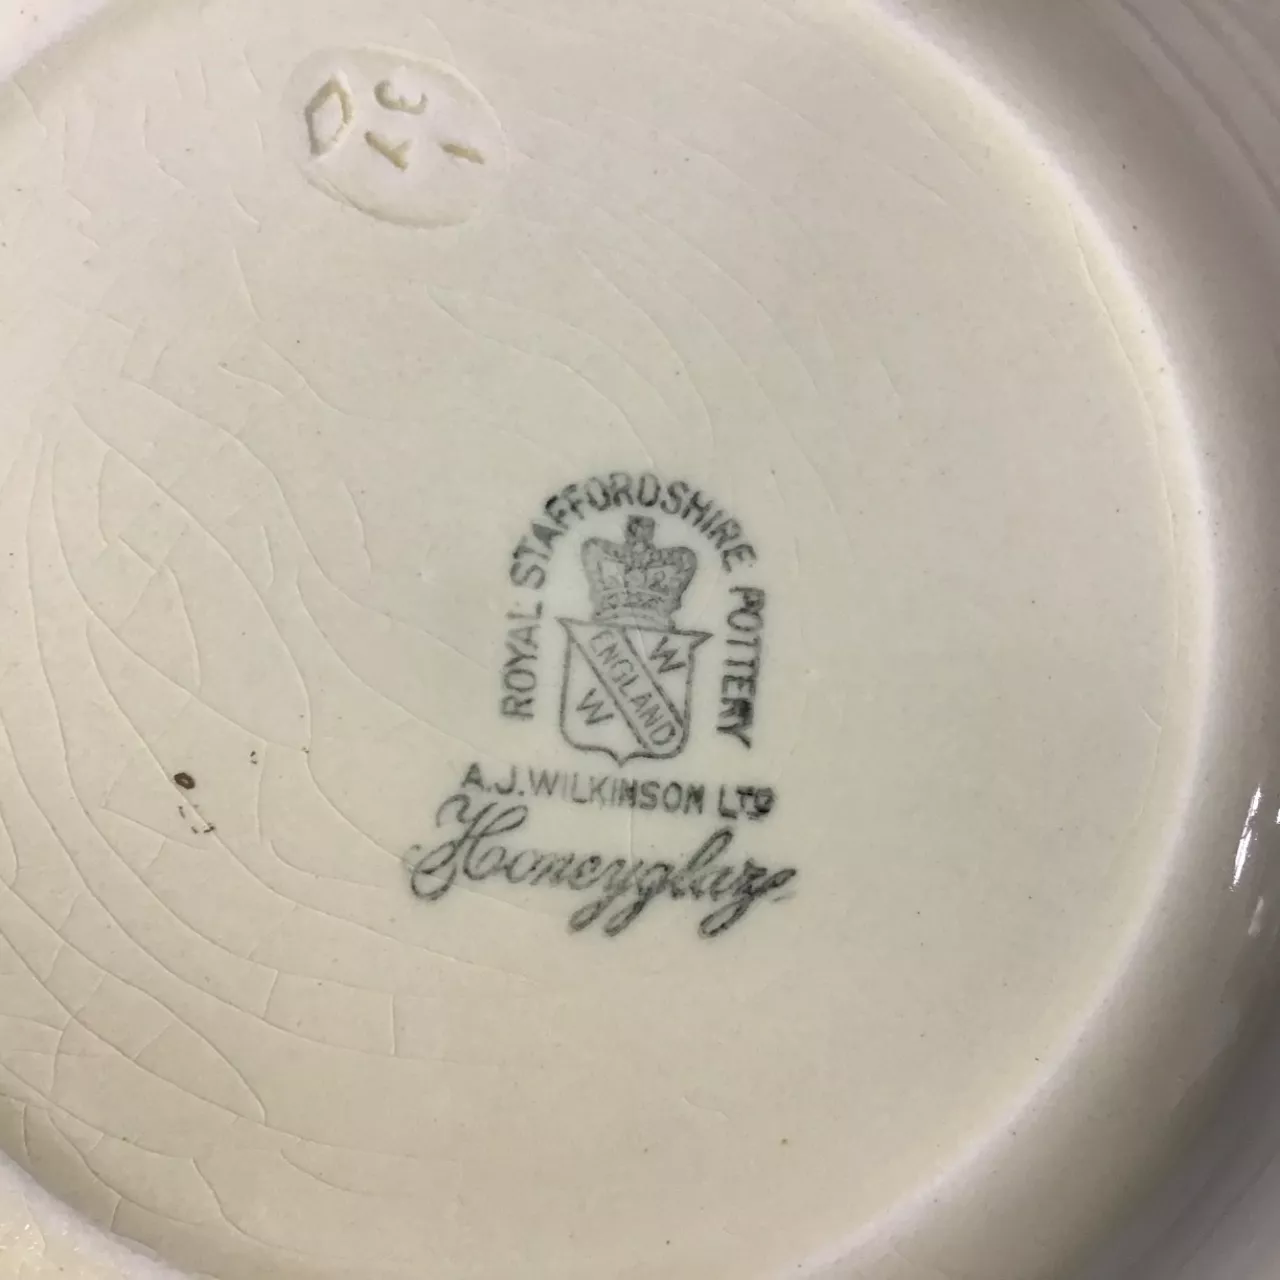 ROYAL STAFFORDSHIRE POTTERY
W
ENGLAND
W
A.J. WILKINSON LTD
Honeyglaze